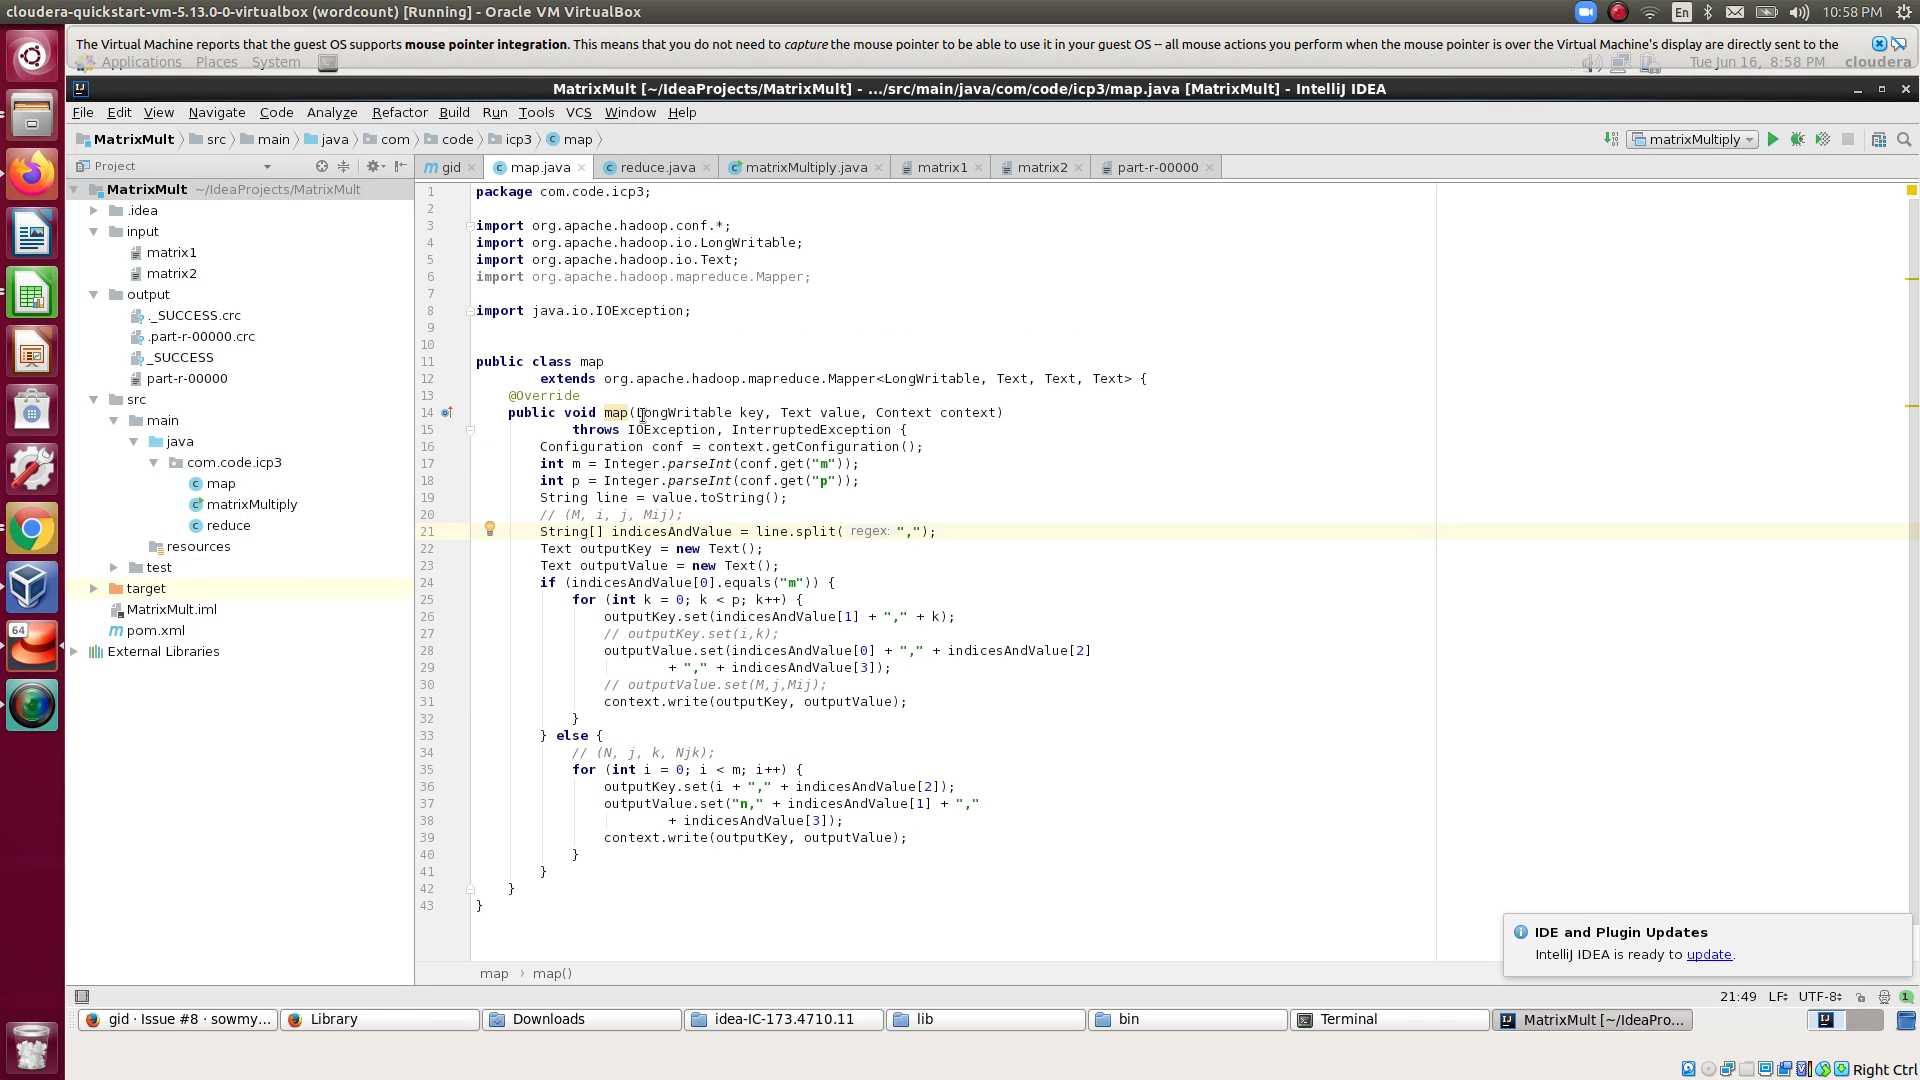 cloudera-quickstart-vm-5.13.0-0-virtualbox (wordcount) [Running] - Oracle VM VirtualBox
En
10:58 PM
The Virtual Machine reports that the guest OS supports mouse pointer integration. This means that you do not need to capture the mouse pointer to be able to use it in your guest OS -- all mouse actions you perform when the mouse pointer is over the Virtual Machine's display are directly sent to the
Applications Places System
Tue Jun 16, 8:58 PM cloudera
MatrixMult [~/IdeaProjects/MatrixMult] - .../src/main/java/com/code/icp3/map.java [MatrixMult] - IntelliJ IDEA
File Edit View Navigate Code Analyze Refactor Build Run Tools VCS Window Help
MatrixMult src main java com code icp3 map
matrixMultiply
Project
gid map.java reduce.java matrixMultiply.java matrix1 matrix2 part-r-00000
MatrixMult ~/IdeaProjects/MatrixMult
.idea
input
matrix1
matrix2
output
._SUCCESS.crc
.part-r-00000.crc
_SUCCESS
part-r-00000
src
main
java
com.code.icp3
map
matrixMultiply
reduce
resources
test
target
MatrixMult.iml
pom.xml
External Libraries
1 package com.code.icp3;
2
3 import org.apache.hadoop.conf.*;
4 import org.apache.hadoop.io.LongWritable;
5 import org.apache.hadoop.io.Text;
6 import org.apache.hadoop.mapreduce.Mapper;
7
8 import java.io.IOException;
9
10
11 public class map
12 extends org.apache.hadoop.mapreduce.Mapper<LongWritable, Text, Text, Text> {
13 @Override
14 public void map(LongWritable key, Text value, Context context)
15 throws IOException, InterruptedException {
16 Configuration conf = context.getConfiguration();
17 int m = Integer.parseInt(conf.get("m"));
18 int p = Integer.parseInt(conf.get("p"));
19 String line = value.toString();
20 // (M, i, j, Mij);
21 String[] indicesAndValue = line.split( regex: ",");
22 Text outputKey = new Text();
23 Text outputValue = new Text();
24 if (indicesAndValue[0].equals("m")) {
25 for (int k = 0; k < p; k++) {
26 outputKey.set(indicesAndValue[1] + "," + k);
27 // outputKey.set(i,k);
28 outputValue.set(indicesAndValue[0] + "," + indicesAndValue[2]
29 + "," + indicesAndValue[3]);
30 // outputValue.set(M,j,Mij);
31 context.write(outputKey, outputValue);
32 }
33 } else {
34 // (N, j, k, Njk);
35 for (int i = 0; i < m; i++) {
36 outputKey.set(i + "," + indicesAndValue[2]);
37 outputValue.set("n," + indicesAndValue[1] + ","
38 + indicesAndValue[3]);
39 context.write(outputKey, outputValue);
40 }
41 }
42 }
43 }
IDE and Plugin Updates
IntelliJ IDEA is ready to update.
map map()
21:49 LF UTF-8 1
gid · Issue #8 · sowmy... Library Downloads idea-IC-173.4710.11 lib bin Terminal MatrixMult [~/IdeaPro...
Right Ctrl
64